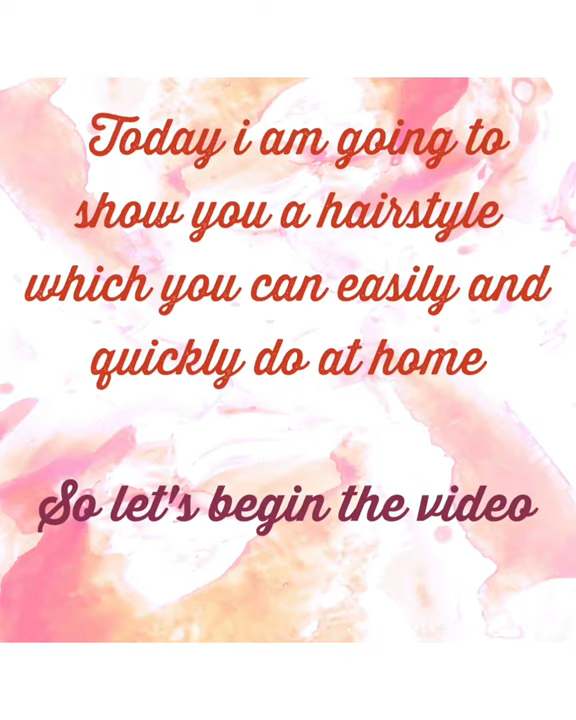 Today i am going to
show you a hairstyle
which you can easily and
quickly do at home
So let's begin the video